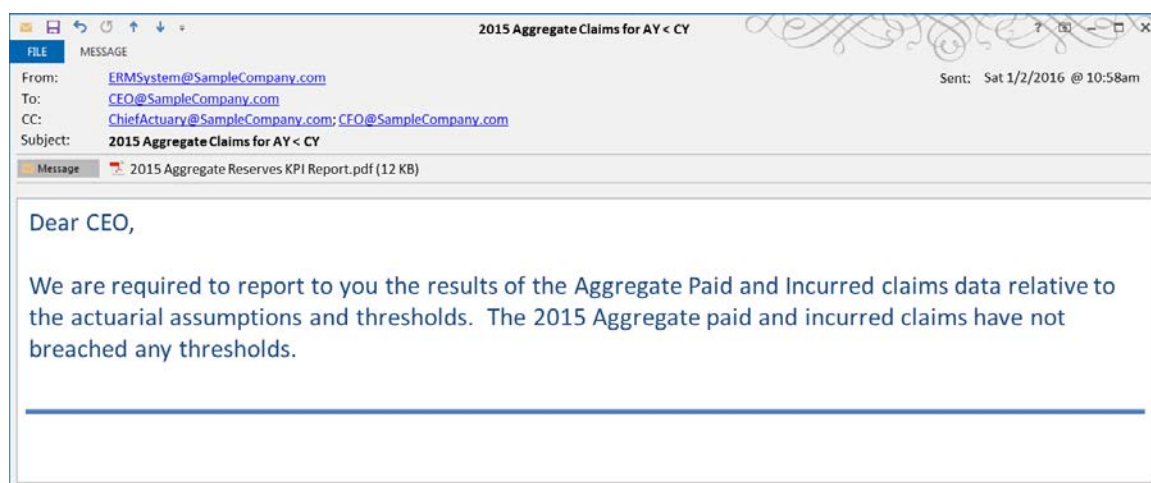 2015 Aggregate Claims for AY < CY
FILE MESSAGE
From: ERMSystem@SampleCompany.com Sent: Sat 1/2/2016 @ 10:58am
To: CEO@SampleCompany.com
CC: ChiefActuary@SampleCompany.com; CFO@SampleCompany.com
Subject: 2015 Aggregate Claims for AY < CY
Message 2015 Aggregate Reserves KPI Report.pdf (12 KB)
Dear CEO,
We are required to report to you the results of the Aggregate Paid and Incurred claims data relative to
the actuarial assumptions and thresholds. The 2015 Aggregate paid and incurred claims have not
breached any thresholds.